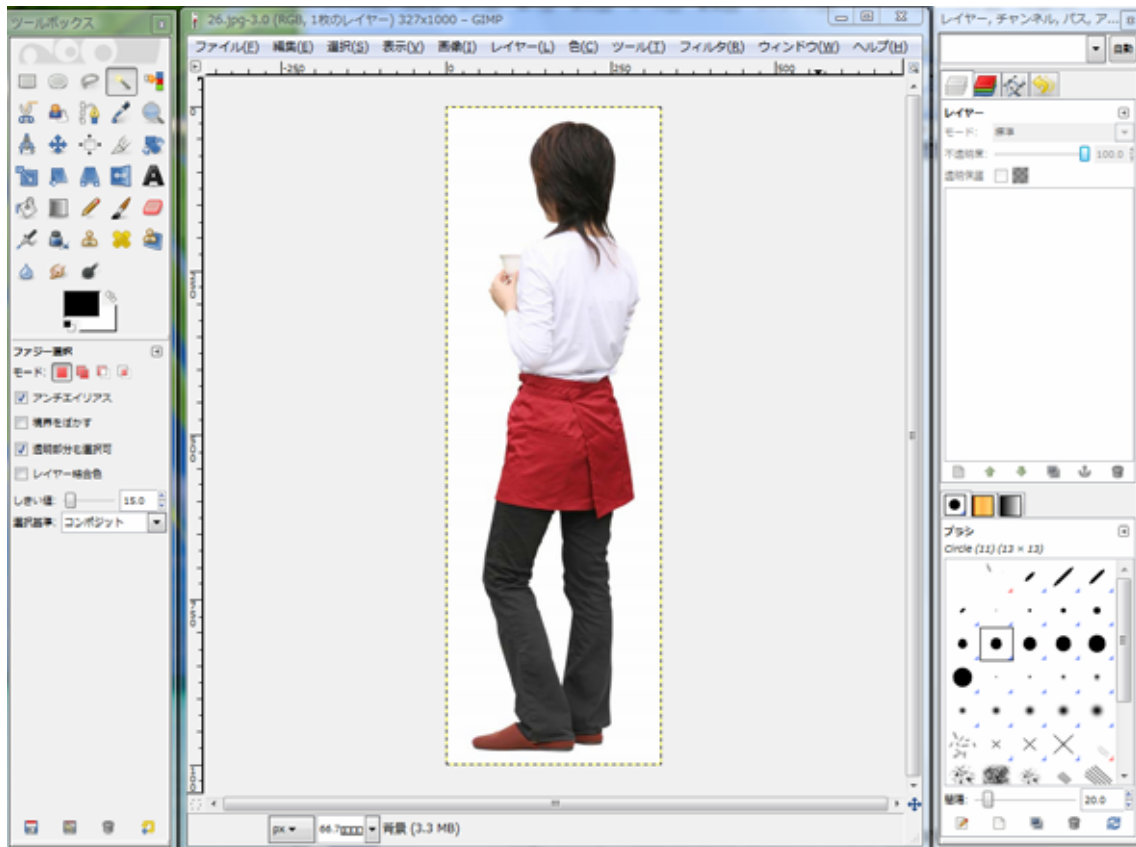 ツールボックス
26.jpg-3.0 (RGB, 1枚のレイヤー) 327x1000 – GIMP
レイヤー, チャンネル, パス, ア...
ファイル(F) 編集(E) 選択(S) 表示(V) 画像(I) レイヤー(L) 色(C) ツール(T) フィルタ(R) ウィンドウ(W) ヘルプ(H)
自動
-250 0 250 500
レイヤー
モード: 標準
不透明度: 100.0
透明保護
ファジー選択
モード:
アンチエイリアス
境界をぼかす
透明部分も選択可
レイヤー結合色
しきい値: 15.0
選択基準: コンポジット
ブラシ
Circle (11) (13 × 13)
間隔: 20.0
px 背景 (3.3 MB)